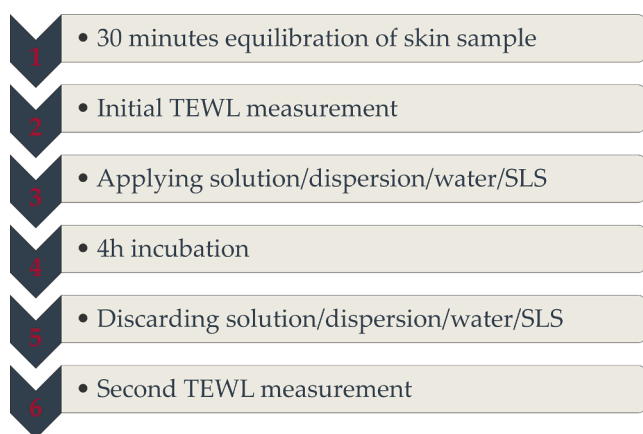 1 • 30 minutes equilibration of skin sample
2 • Initial TEWL measurement
3 • Applying solution/dispersion/water/SLS
4 • 4h incubation
5 • Discarding solution/dispersion/water/SLS
6 • Second TEWL measurement